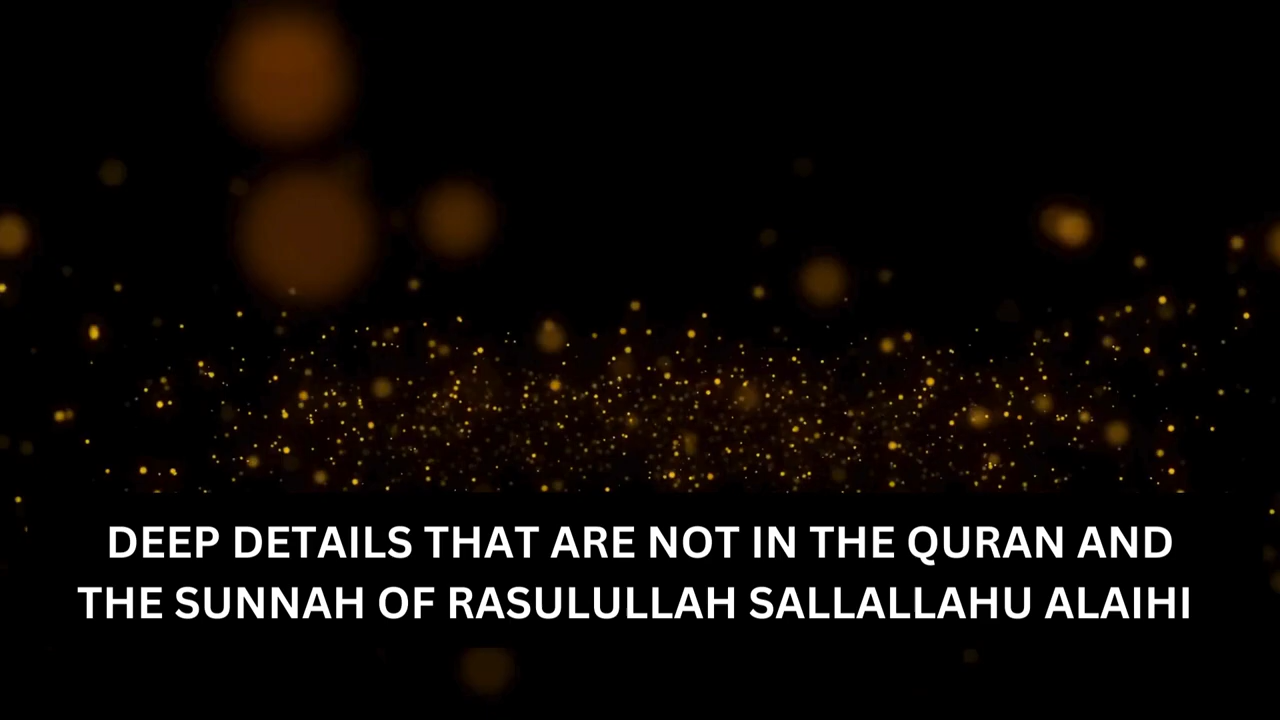 DEEP DETAILS THAT ARE NOT IN THE QURAN AND
THE SUNNAH OF RASULULLAH SALLALLAHU ALAIHI